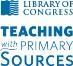 LIBRARY OF
CONGRESS
TEACHING
with PRIMARY
SOURCES